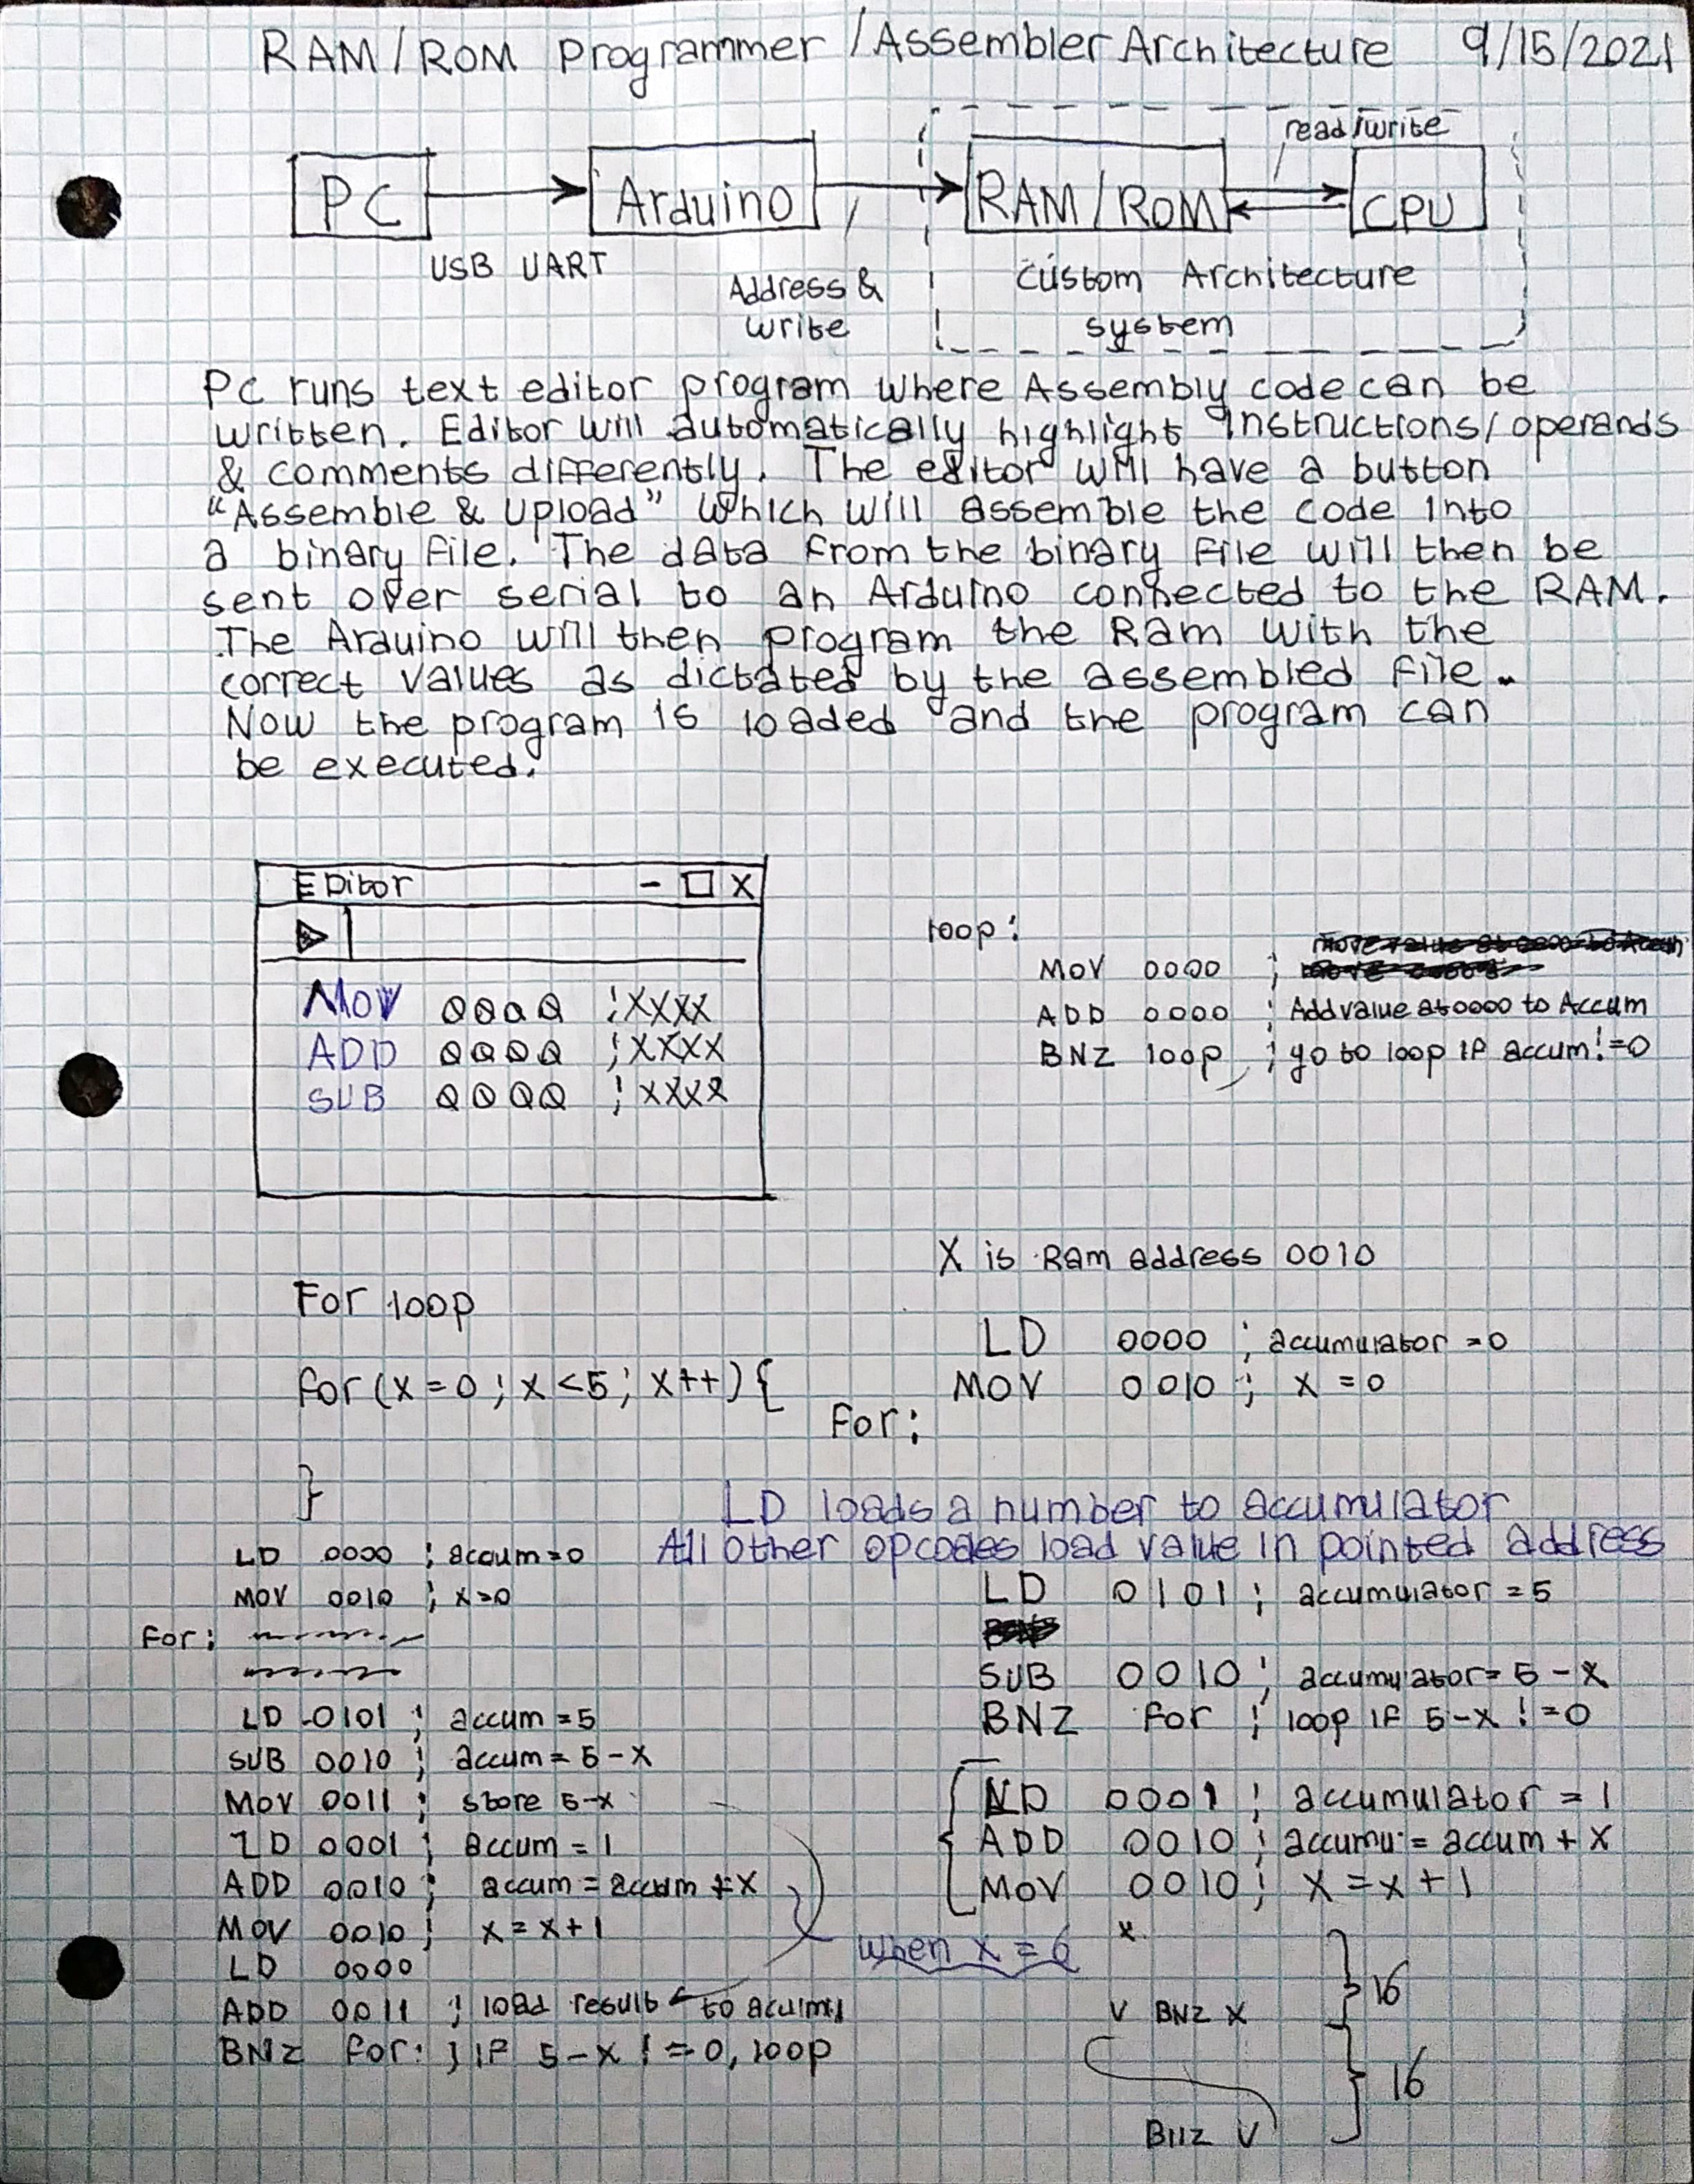 RAM/ROM Programmer /Assembler Architecture 9/15/2021
read/write
PC
Arduino
RAM/ROM
CPU
USB UART
Address &
write
Custom Architecture
system
PC runs text editor program where Assembly code can be
written. Editor will automatically highlight Instructions/operands
& comments differently. The editor will have a button
"Assemble & Upload" which will assemble the code into
a binary file. The data from the binary file will then be
sent over serial to an Arduino connected to the RAM.
The Arduino will then program the Ram with the
correct values as dictated by the assembled file.
Now the program is loaded and the program can
be executed.
EDitor - □ X
MOV 0000 ;XXXX
ADD 0000 ;XXXX
SUB 0000 ;XXXX
loop:
MOV 0000 ;
ADD 0000 ; Add value at 0000 to Accum
BNZ loop ; go to loop if accum!=0
For loop
for(x=0;x<5;x++){
}
X is Ram address 0010
LD 0000 ; accumulator =0
MOV 0010 ; x =0
For:
LD loads a number to accumulator
All other opcodes load value in pointed address
LD 0101 ; accumulator =5
SUB 0010 ; accumulator= 5-x
BNZ for ; loop if 5-x !=0
LD 0001 ; accumulator = 1
ADD 0010 ; accumu = accum + x
MOV 0010 ; x = x+1
LD 0000 ; accum=0
MOV 0010 ; x=0
For:
LD 0101 ; accum=5
SUB 0010 ; accum= 5-x
MOV 0011 ; store 5-x
LD 0001 ; accum = 1
ADD 0010 ; accum = accum + x
MOV 0010 ; x = x+1
LD 0000
ADD 0011 ; load result to acumu
BNZ for: ; if 5-x != 0, loop
when x = 6
x
V BNZ X
16
16
BNZ V